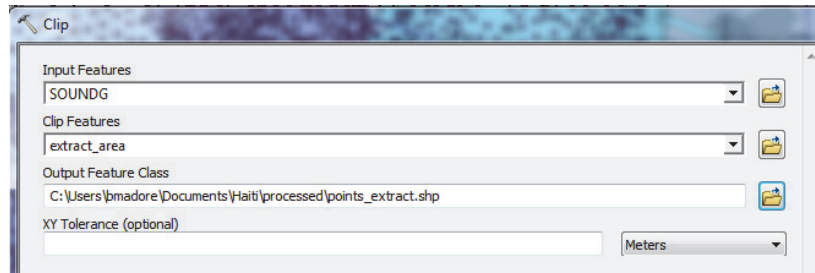 Clip
Input Features
SOUNDG
Clip Features
extract_area
Output Feature Class
C:\Users\bmadore\Documents\Haiti\processed\points_extract.shp
XY Tolerance (optional)
Meters